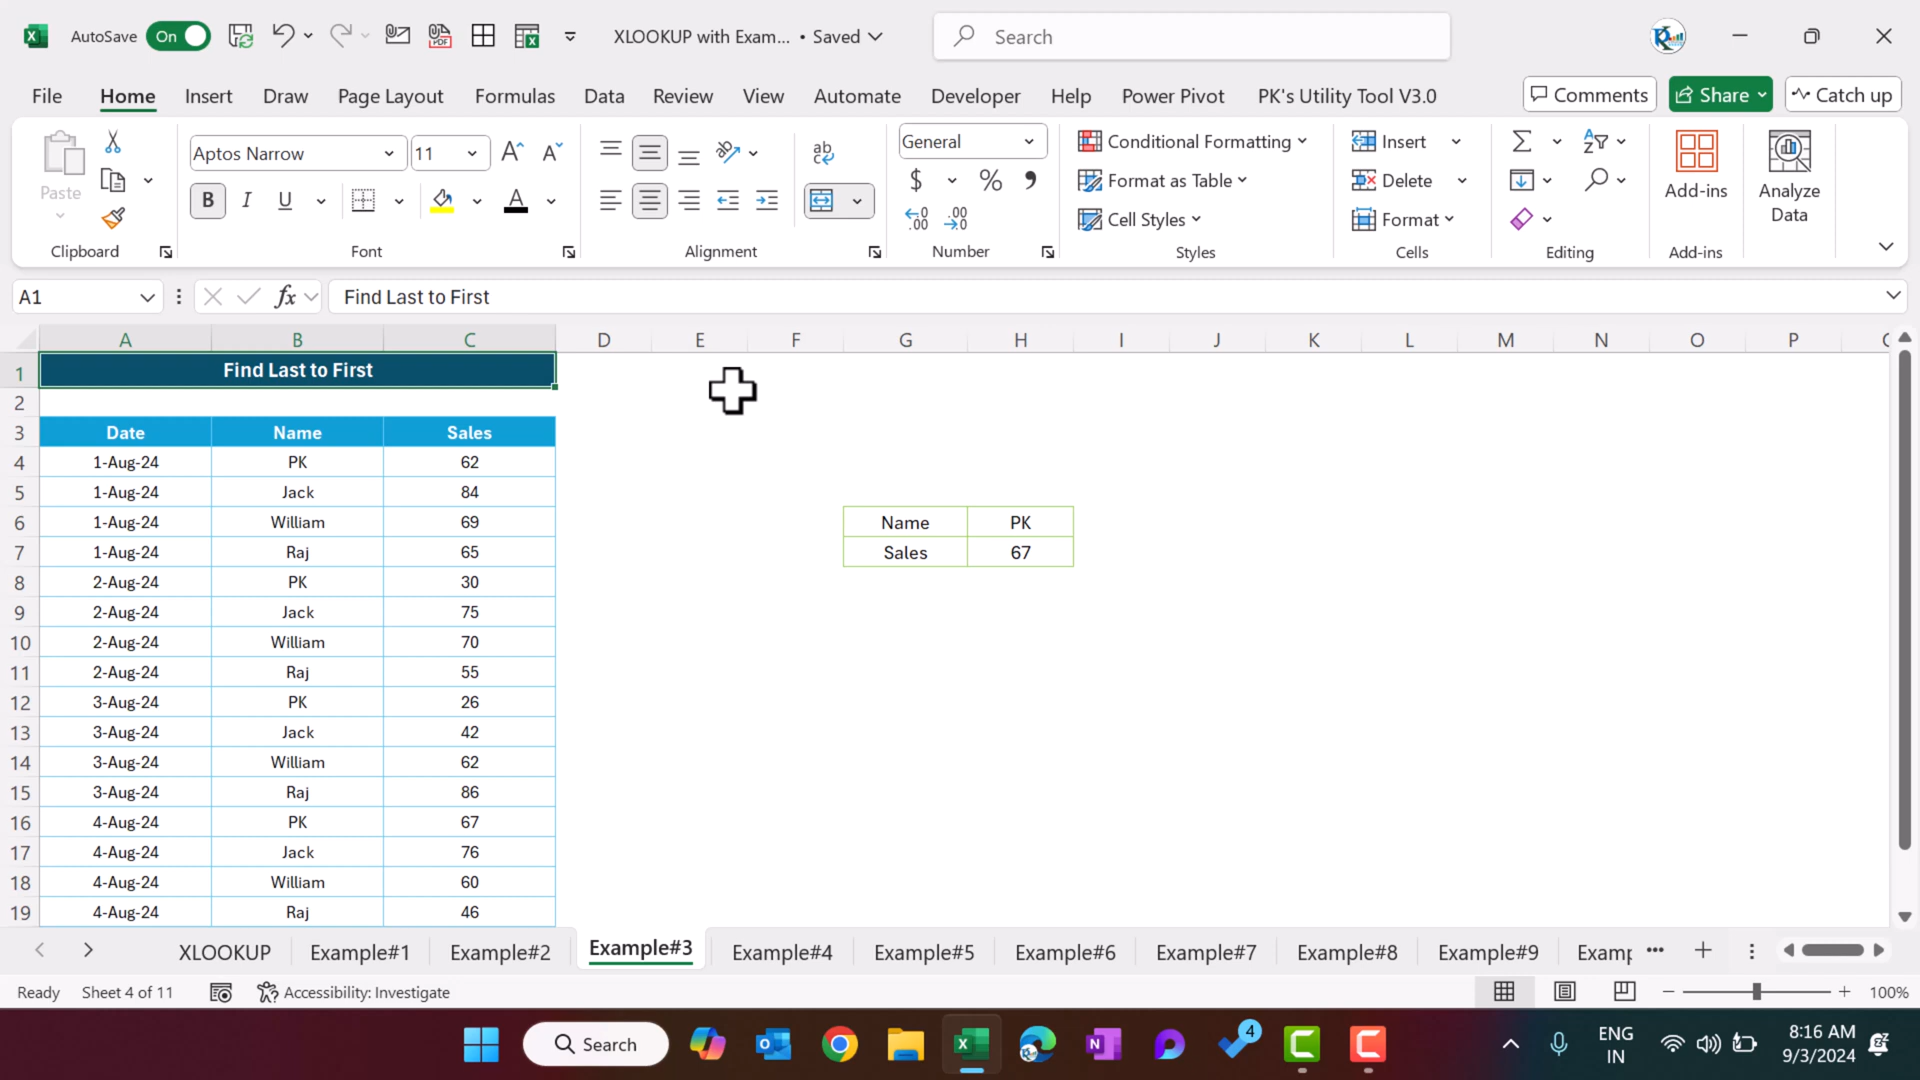 AutoSave On XLOOKUP with Exam... • Saved Search
File Home Insert Draw Page Layout Formulas Data Review View Automate Developer Help Power Pivot PK's Utility Tool V3.0 Comments Share Catch up
Paste
Clipboard
Aptos Narrow 11
B I U
Font
Alignment
General
$ % ,
Number
Conditional Formatting
Format as Table
Cell Styles
Styles
Insert
Delete
Format
Cells
Editing
Add-ins
Add-ins
Analyze
Data
A1 fx Find Last to First
A B C D E F G H I J K L M N O P
1 Find Last to First
2
3 Date Name Sales
4 1-Aug-24 PK 62
5 1-Aug-24 Jack 84
6 1-Aug-24 William 69 Name PK
7 1-Aug-24 Raj 65 Sales 67
8 2-Aug-24 PK 30
9 2-Aug-24 Jack 75
10 2-Aug-24 William 70
11 2-Aug-24 Raj 55
12 3-Aug-24 PK 26
13 3-Aug-24 Jack 42
14 3-Aug-24 William 62
15 3-Aug-24 Raj 86
16 4-Aug-24 PK 67
17 4-Aug-24 Jack 76
18 4-Aug-24 William 60
19 4-Aug-24 Raj 46
XLOOKUP Example#1 Example#2 Example#3 Example#4 Example#5 Example#6 Example#7 Example#8 Example#9 Examp ...
Ready Sheet 4 of 11 Accessibility: Investigate 100%
Search 4 ENG
IN
8:16 AM
9/3/2024